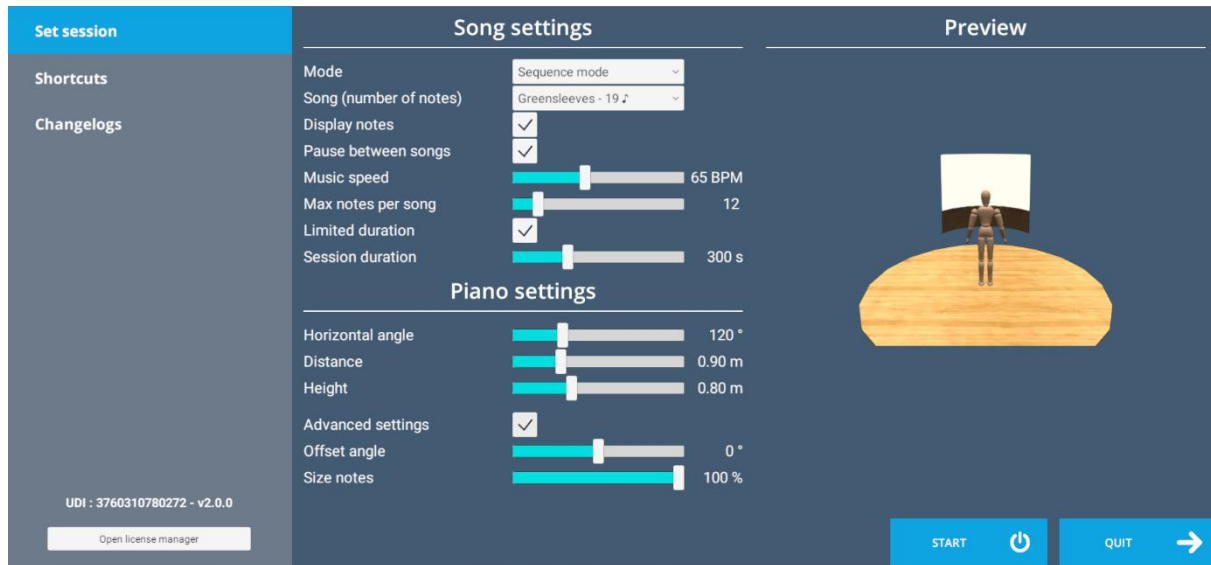 Set session
Shortcuts
Changelogs
UDI : 3760310780272 - v2.0.0
Open license manager
Song settings
Mode Sequence mode
Song (number of notes) Greensleeves - 19 ♪
Display notes
Pause between songs
Music speed 65 BPM
Max notes per song 12
Limited duration
Session duration 300 s
Piano settings
Horizontal angle 120 °
Distance 0.90 m
Height 0.80 m
Advanced settings
Offset angle 0 °
Size notes 100 %
Preview
START
QUIT